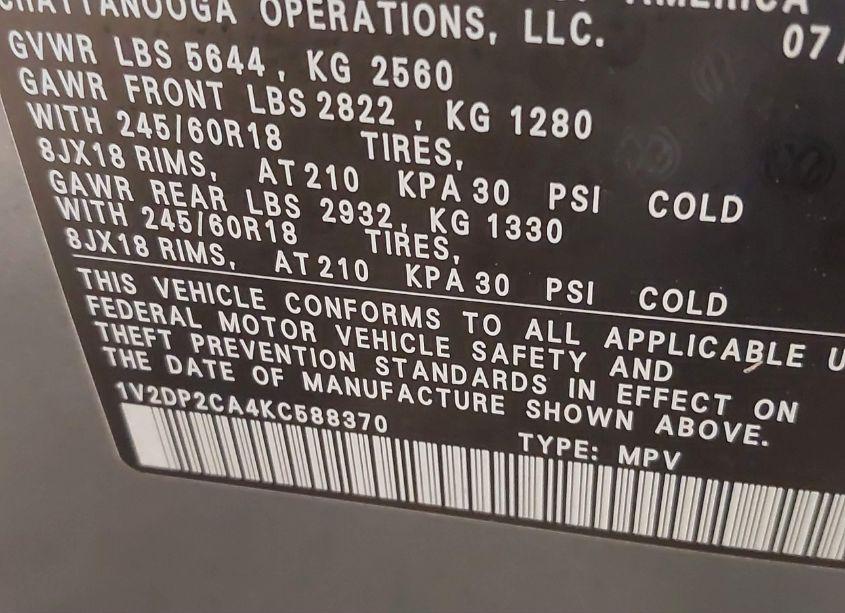 CHATTANOOGA OPERATIONS, LLC.
07/
GVWR LBS 5644, KG 2560
GAWR FRONT LBS 2822, KG 1280
WITH 245/60R18 TIRES,
8JX18 RIMS, AT 210 KPA 30 PSI COLD
GAWR REAR LBS 2932, KG 1330
WITH 245/60R18 TIRES,
8JX18 RIMS, AT 210 KPA 30 PSI COLD
THIS VEHICLE CONFORMS TO ALL APPLICABLE U
FEDERAL MOTOR VEHICLE SAFETY AND
THEFT PREVENTION STANDARDS IN EFFECT ON
THE DATE OF MANUFACTURE SHOWN ABOVE.
1V2DP2CA4KC588370
TYPE: MPV